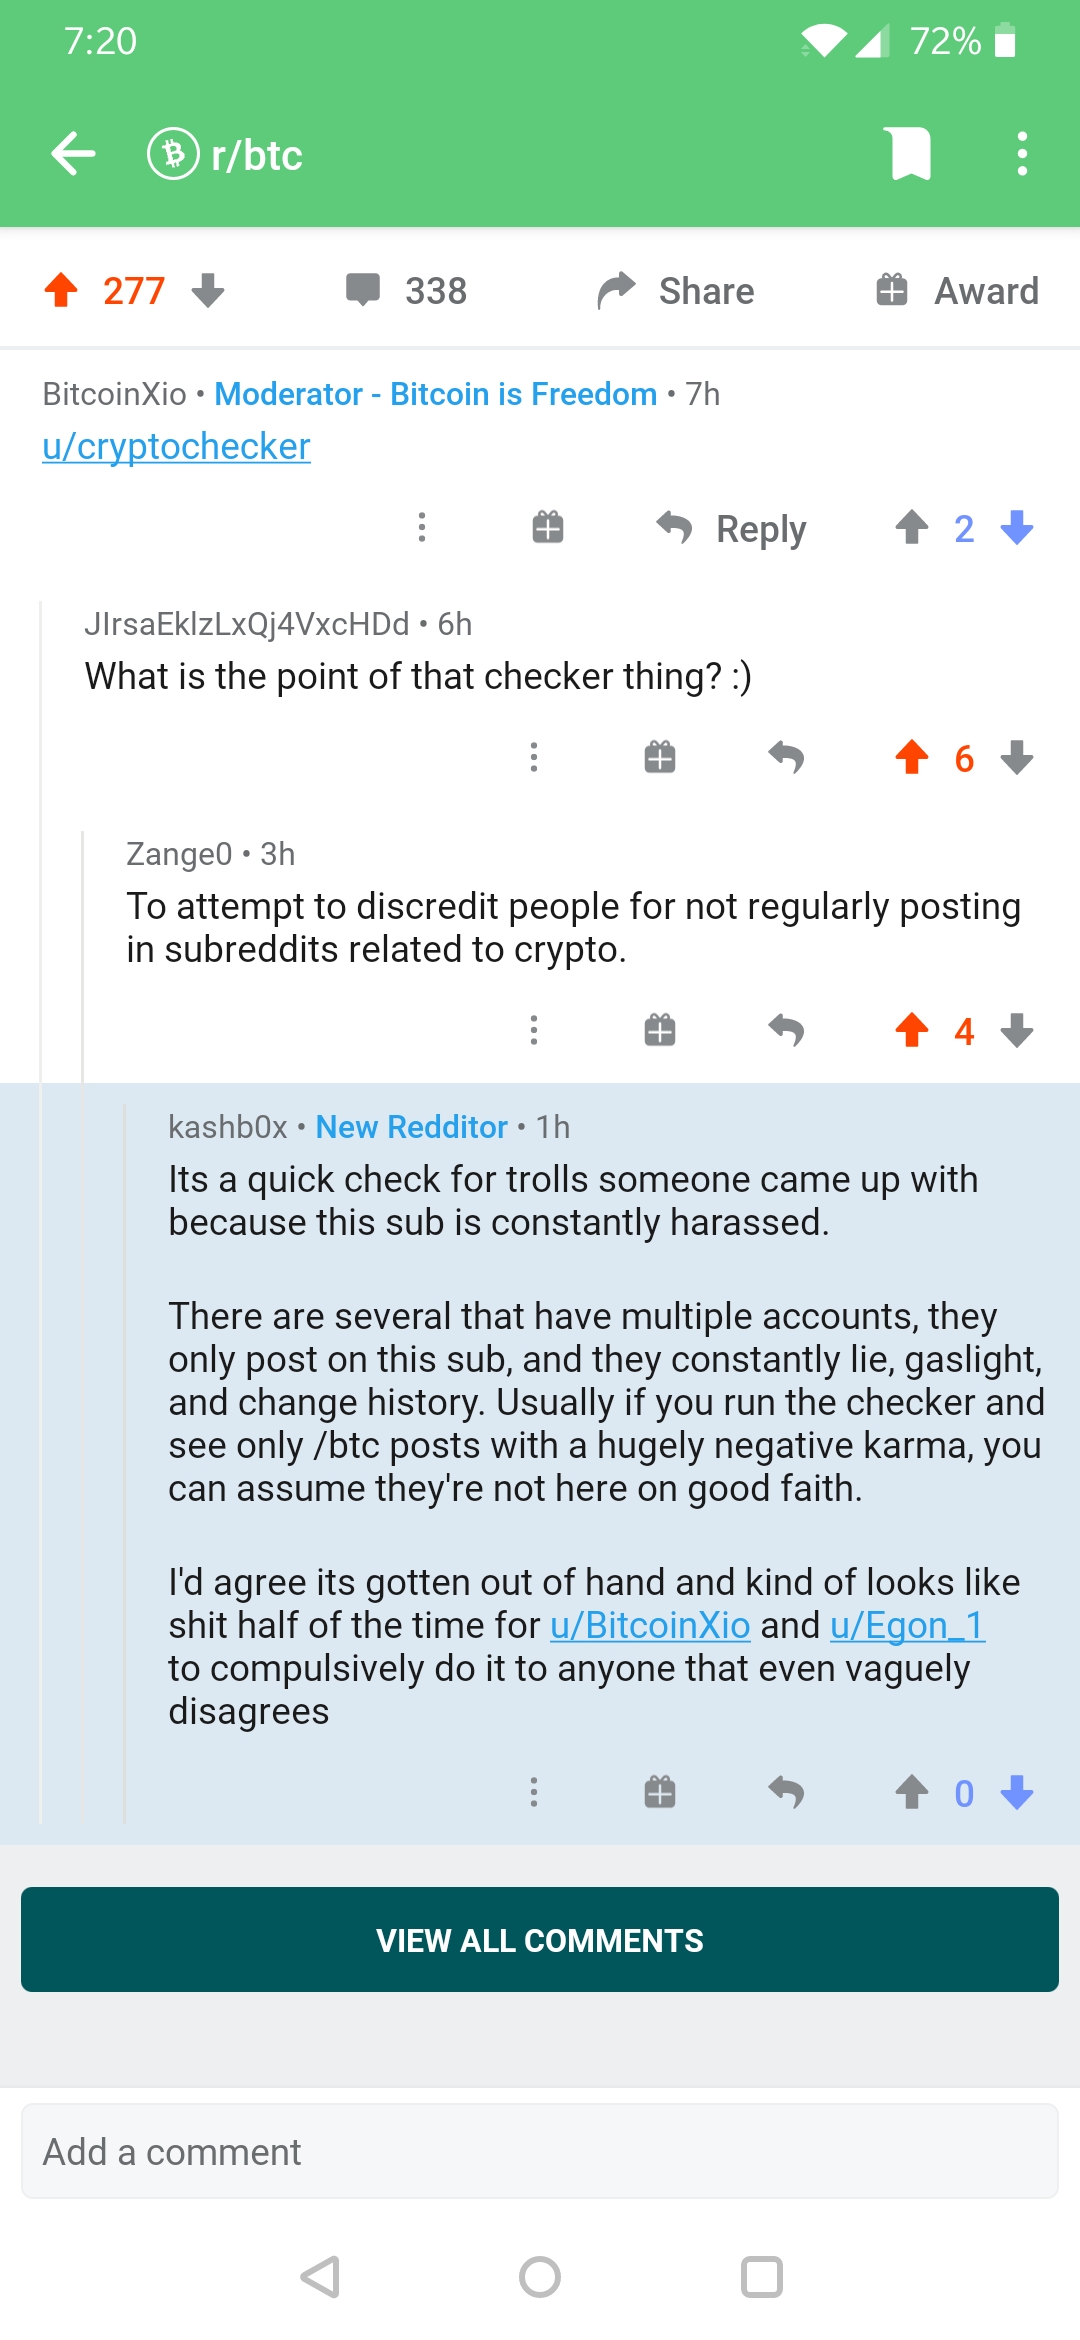 7:20
72%
r/btc
277
338
Share
Award
BitcoinXio • Moderator - Bitcoin is Freedom • 7h
u/cryptochecker
Reply
2
JIrsaEklzLxQj4VxcHDd • 6h
What is the point of that checker thing? :)
6
Zange0 • 3h
To attempt to discredit people for not regularly posting
in subreddits related to crypto.
4
kashb0x • New Redditor • 1h
Its a quick check for trolls someone came up with
because this sub is constantly harassed.
There are several that have multiple accounts, they
only post on this sub, and they constantly lie, gaslight,
and change history. Usually if you run the checker and
see only /btc posts with a hugely negative karma, you
can assume they're not here on good faith.
I'd agree its gotten out of hand and kind of looks like
shit half of the time for u/BitcoinXio and u/Egon_1
to compulsively do it to anyone that even vaguely
disagrees
0
VIEW ALL COMMENTS
Add a comment